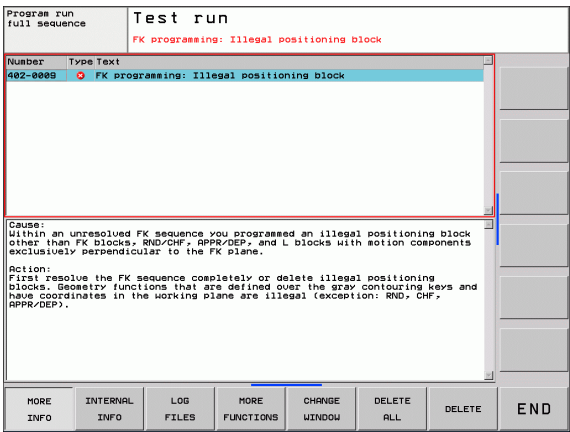 Program run
full sequence
Test run
FK programming: Illegal positioning block
Number Type Text
402-0009 FK programming: Illegal positioning block
Cause:
Within an unresolved FK sequence you programmed an illegal positioning block
other than FK blocks, RND/CHF, APPR/DEP, and L blocks with motion components
exclusively perpendicular to the FK plane.
Action:
First resolve the FK sequence completely or delete illegal positioning
blocks. Geometry functions that are defined over the gray contouring keys and
have coordinates in the working plane are illegal (exception: RND, CHF,
APPR/DEP).
MORE INFO
INTERNAL INFO
LOG FILES
MORE FUNCTIONS
CHANGE WINDOW
DELETE ALL
DELETE
END